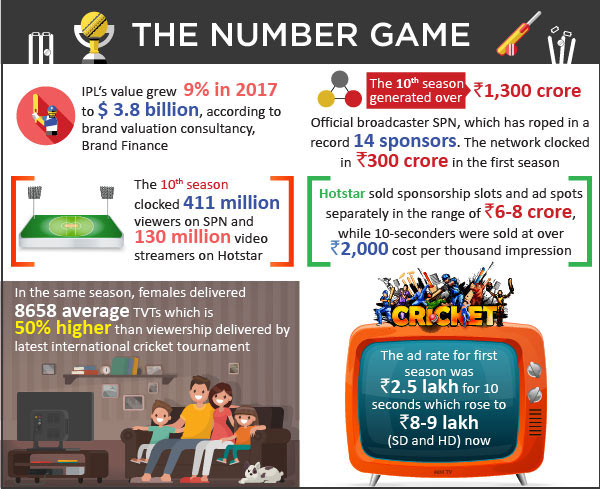 THE NUMBER GAME
IPL's value grew 9% in 2017
to $ 3.8 billion, according to
brand valuation consultancy,
Brand Finance
The 10th season
generated over
₹1,300 crore
Official broadcaster SPN, which has roped in a
record 14 sponsors. The network clocked
in ₹300 crore in the first season
The 10th season
clocked 411 million
viewers on SPN and
130 million video
streamers on Hotstar
Hotstar sold sponsorship slots and ad spots
separately in the range of ₹6-8 crore,
while 10-seconders were sold at over
₹2,000 cost per thousand impression
In the same season, females delivered
8658 average TVTs which is
50% higher than viewership delivered by
latest international cricket tournament
CRICKET
The ad rate for first
season was
₹2.5 lakh for 10
seconds which rose to
₹8-9 lakh
(SD and HD) now